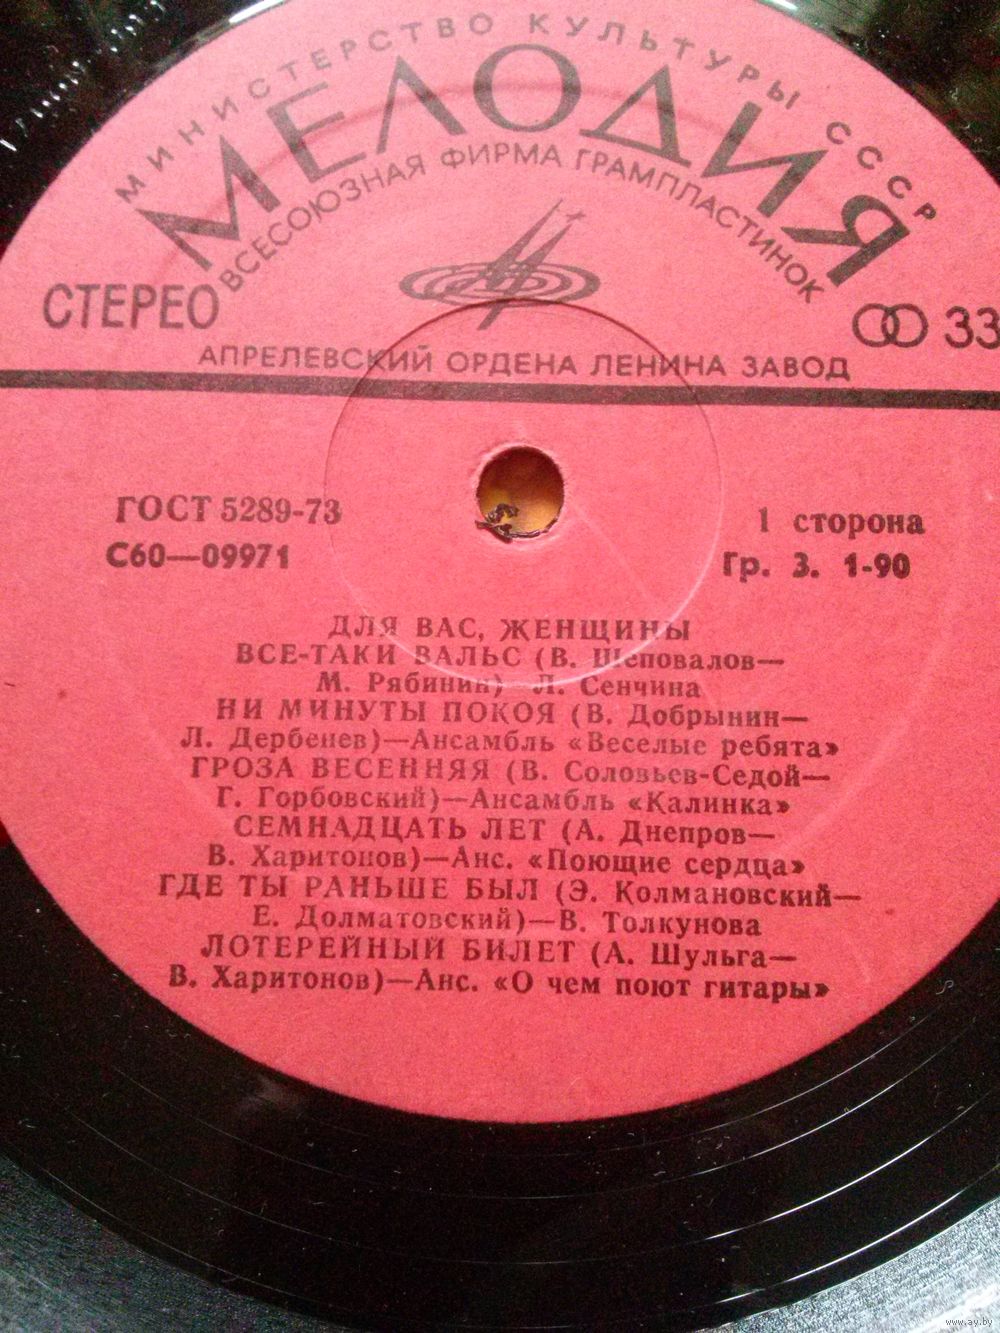 МИНИСТЕРСТВО КУЛЬТУРЫ СССР
МЕЛОДИЯ
ВСЕСОЮЗНАЯ ФИРМА ГРАМПЛАСТИНОК
СТЕРЕО
33
АПРЕЛЕВСКИЙ ОРДЕНА ЛЕНИНА ЗАВОД
ГОСТ 5289-73
1 сторона
С60—09971
Гр. 3. 1-90
ДЛЯ ВАС, ЖЕНЩИНЫ
ВСЕ-ТАКИ ВАЛЬС (В. Шеповалов—
М. Рябинин)—Л. Сенчина
НИ МИНУТЫ ПОКОЯ (В. Добрынин—
Л. Дербенев)—Ансамбль «Веселые ребята»
ГРОЗА ВЕСЕННЯЯ (В. Соловьев-Седой—
Г. Горбовский)—Ансамбль «Калинка»
СЕМНАДЦАТЬ ЛЕТ (А. Днепров—
В. Харитонов)—Анс. «Поющие сердца»
ГДЕ ТЫ РАНЬШЕ БЫЛ (Э. Колмановский—
Е. Долматовский)—В. Толкунова
ЛОТЕРЕЙНЫЙ БИЛЕТ (А. Шульга—
В. Харитонов)—Анс. «О чем поют гитары»
www.ay.by